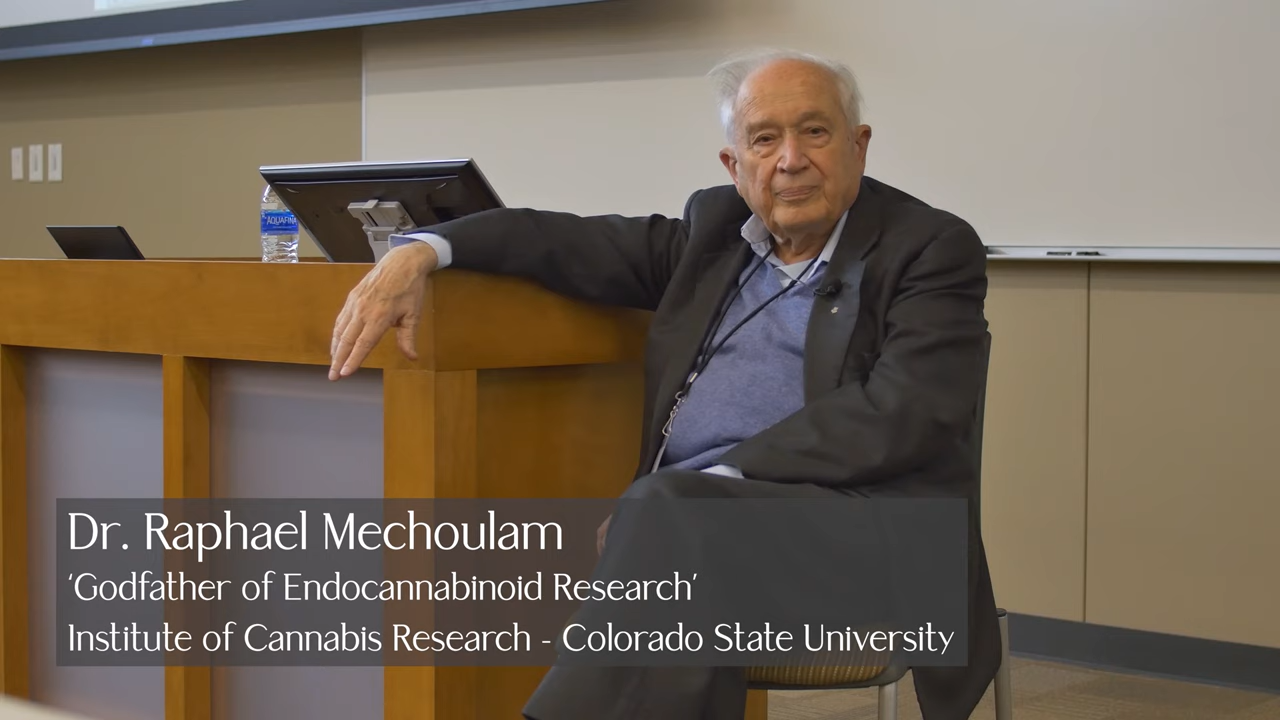 AQUAFINA
Dr. Raphael Mechoulam
‘Godfather of Endocannabinoid Research’
Institute of Cannabis Research - Colorado State University